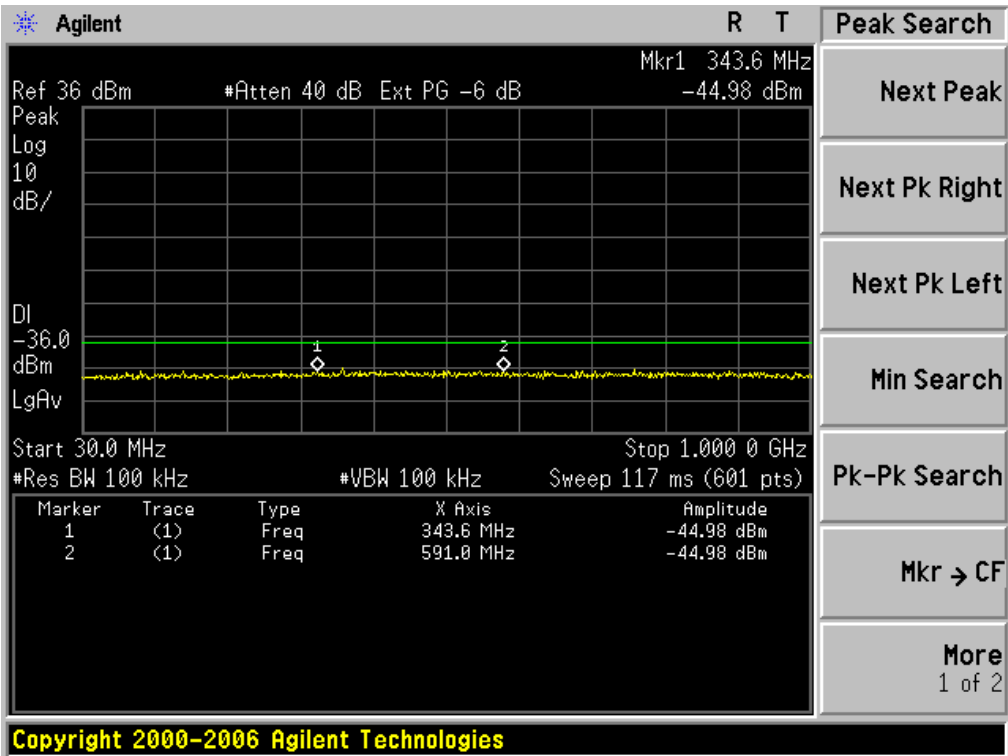 Agilent R T
Peak Search
Mkr1 343.6 MHz
Ref 36 dBm #Atten 40 dB Ext PG -6 dB -44.98 dBm
Peak
Log
10
dB/
DI
-36.0
dBm
LgAv
1 2
Start 30.0 MHz Stop 1.000 0 GHz
#Res BW 100 kHz #VBW 100 kHz Sweep 117 ms (601 pts)
Marker Trace Type X Axis Amplitude
1 (1) Freq 343.6 MHz -44.98 dBm
2 (1) Freq 591.0 MHz -44.98 dBm
Next Peak
Next Pk Right
Next Pk Left
Min Search
Pk-Pk Search
Mkr → CF
More
1 of 2
Copyright 2000-2006 Agilent Technologies